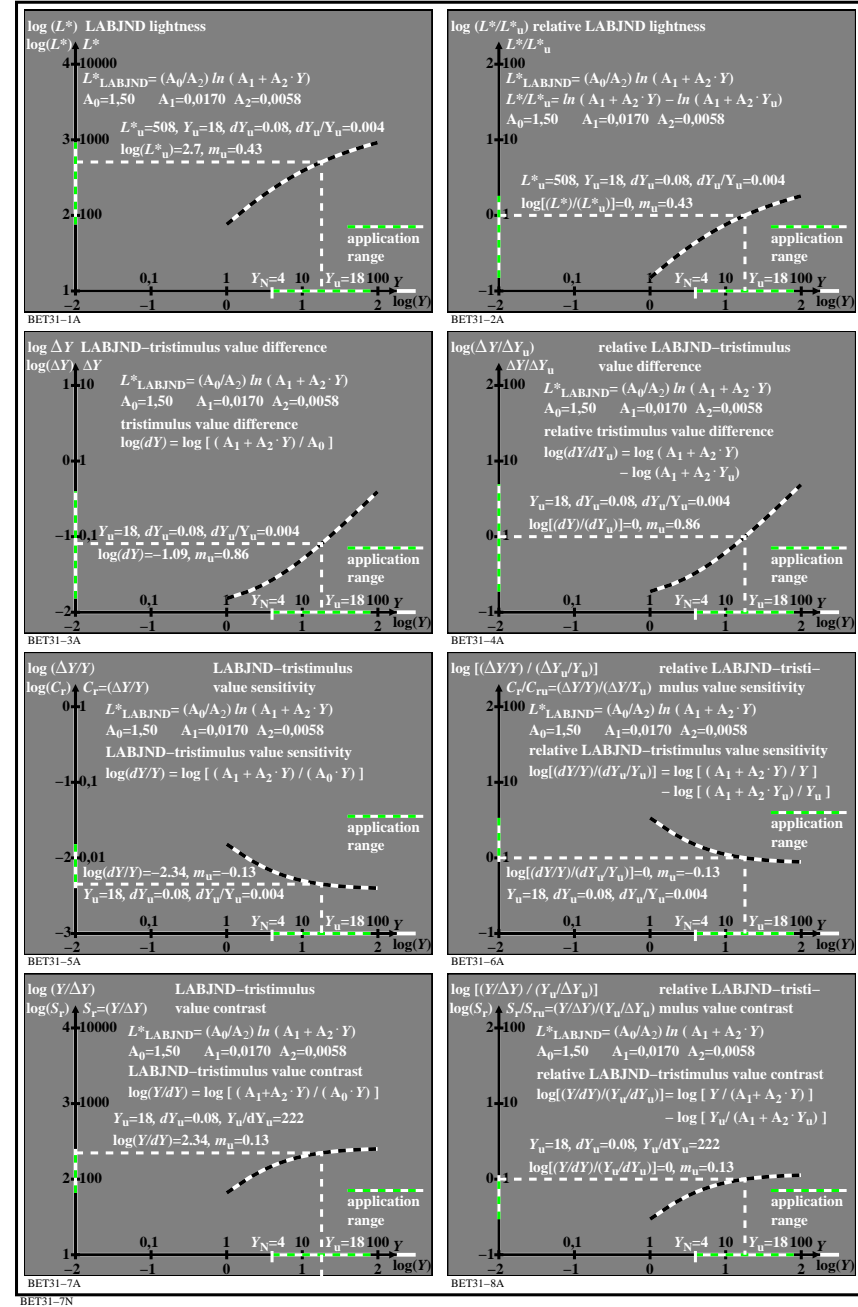 log (L*) LABJND lightness
log(L*) L*
4 10000
L*LABJND= (A0/A2) ln ( A1 + A2 · Y)
A0=1,50 A1=0,0170 A2=0,0058
L*u=508, Yu=18, dYu=0.08, dYu/Yu=0.004
3 1000
log(L*u)=2.7, mu=0.43
2 100
application
range
0,1 1 YN=4 10 Yu=18 100 Y
1
−2 −1 0 1 2 log(Y)
BET31−1A
log (L*/L*u) relative LABJND lightness
L*/L*u
2 100
L*LABJND= (A0/A2) ln ( A1 + A2 · Y)
L*/L*u= ln ( A1 + A2 · Y) − ln ( A1 + A2 · Yu)
A0=1,50 A1=0,0170 A2=0,0058
1 10
L*u=508, Yu=18, dYu=0.08, dYu/Yu=0.004
log[(L*)/(L*u)]=0, mu=0.43
0 1
application
range
0,1 1 YN=4 10 Yu=18 100 Y
−1
−2 −1 0 1 2 log(Y)
BET31−2A
log ΔY LABJND−tristimulus value difference
log(ΔY) ΔY
1 10
L*LABJND= (A0/A2) ln ( A1 + A2 · Y)
A0=1,50 A1=0,0170 A2=0,0058
tristimulus value difference
log(dY) = log [ ( A1 + A2 · Y) / A0 ]
0 1
Yu=18, dYu=0.08, dYu/Yu=0.004
−1 0,1
log(dY)=−1.09, mu=0.86
application
range
0,1 1 YN=4 10 Yu=18 100 Y
−2
−2 −1 0 1 2 log(Y)
BET31−3A
log(ΔY/ΔYu) relative LABJND−tristimulus
ΔY/ΔYu value difference
2 100
L*LABJND= (A0/A2) ln ( A1 + A2 · Y)
A0=1,50 A1=0,0170 A2=0,0058
relative tristimulus value difference
log(dY/dYu) = log ( A1 + A2 · Y)
1 10
− log (A1 + A2 · Yu)
Yu=18, dYu=0.08, dYu/Yu=0.004
log[(dY)/(dYu)]=0, mu=0.86
0 1
application
range
0,1 1 YN=4 10 Yu=18 100 Y
−1
−2 −1 0 1 2 log(Y)
BET31−4A
log (ΔY/Y) LABJND−tristimulus
log(Cr) Cr=(ΔY/Y) value sensitivity
0 1
L*LABJND= (A0/A2) ln ( A1 + A2 · Y)
A0=1,50 A1=0,0170 A2=0,0058
LABJND−tristimulus value sensitivity
log(dY/Y) = log [ ( A1 + A2 · Y) / ( A0 · Y) ]
−1 0,1
application
range
−2 0,01
log(dY/Y)=−2.34, mu=−0.13
Yu=18, dYu=0.08, dYu/Yu=0.004
0,1 1 YN=4 10 Yu=18 100 Y
−3
−2 −1 0 1 2 log(Y)
BET31−5A
log [(ΔY/Y) / (ΔYu/Yu)] relative LABJND−tristi−
Cr/Cru=(ΔY/Y)/(ΔY/Yu) mulus value sensitivity
2 100
L*LABJND= (A0/A2) ln ( A1 + A2 · Y)
A0=1,50 A1=0,0170 A2=0,0058
relative LABJND−tristimulus value sensitivity
log[(dY/Y)/(dYu/Yu)] = log [ ( A1 + A2 · Y) / Y ]
1 10
− log [ ( A1 + A2 · Yu) / Yu ]
application
range
0 1
log[(dY/Y)/(dYu/Yu)]=0, mu=−0.13
Yu=18, dYu=0.08, dYu/Yu=0.004
0,1 1 YN=4 10 Yu=18 100 Y
−1
−2 −1 0 1 2 log(Y)
BET31−6A
log (Y/ΔY) LABJND−tristimulus
log(Sr) Sr=(Y/ΔY) value contrast
4 10000
L*LABJND= (A0/A2) ln ( A1 + A2 · Y)
A0=1,50 A1=0,0170 A2=0,0058
LABJND−tristimulus value contrast
log(Y/dY) = log [ ( A1+A2 · Y) / ( A0 · Y) ]
3 1000
Yu=18, dYu=0.08, Yu/dYu=222
log(Y/dY)=2.34, mu=0.13
2 100
application
range
0,1 1 YN=4 10 Yu=18 100 Y
1
−2 −1 0 1 2 log(Y)
BET31−7A
log [(Y/ΔY) / (Yu/ΔYu)] relative LABJND−tristi−
log(Sr) Sr/Sru=(Y/ΔY)/(Yu/ΔYu) mulus value contrast
2 100
L*LABJND= (A0/A2) ln ( A1 + A2 · Y)
A0=1,50 A1=0,0170 A2=0,0058
relative LABJND−tristimulus value contrast
log[(Y/dY)/(Yu/dYu)]= log [ Y / (A1+ A2 · Y) ]
1 10
− log [ Yu/ (A1 + A2 · Yu) ]
Yu=18, dYu=0.08, Yu/dYu=222
log[(Y/dY)/(Yu/dYu)]=0, mu=0.13
0 1
application
range
0,1 1 YN=4 10 Yu=18 100 Y
−1
−2 −1 0 1 2 log(Y)
BET31−8A
BET31−7N